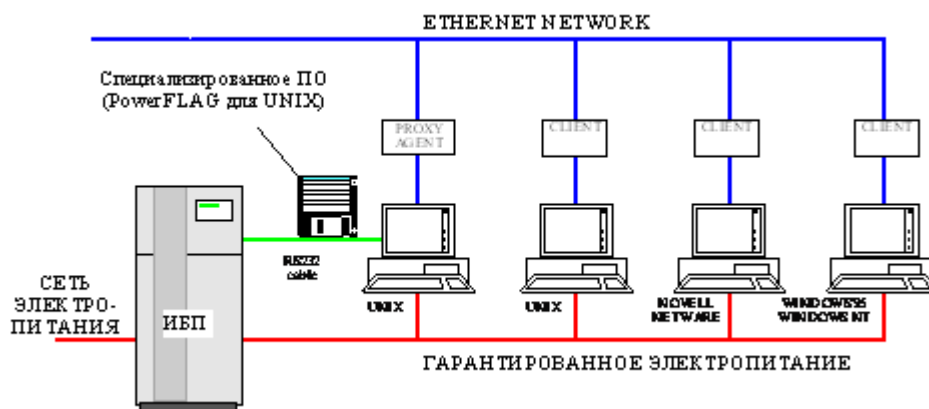 ETHERNET NETWORK
Специализированное ПО
(PowerFLAG для UNIX)
PROXY
AGENT
CLIENT
CLIENT
CLIENT
RS232
cable
СЕТЬ
ЭЛЕКТРО-
ПИТАНИЯ
ИБП
UNIX
UNIX
NOVELL
NETWARE
WINDOWS95
WINDOWS NT
ГАРАНТИРОВАННОЕ ЭЛЕКТРОПИТАНИЕ